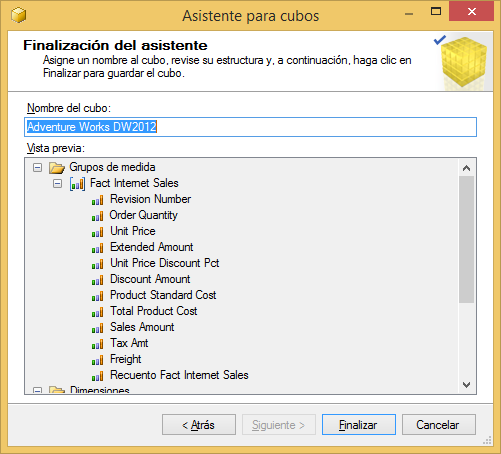 Asistente para cubos
Finalización del asistente
Asigne un nombre al cubo, revise su estructura y, a continuación, haga clic en
Finalizar para guardar el cubo.
Nombre del cubo:
Adventure Works DW2012
Vista previa:
Grupos de medida
Fact Internet Sales
Revision Number
Order Quantity
Unit Price
Extended Amount
Unit Price Discount Pct
Discount Amount
Product Standard Cost
Total Product Cost
Sales Amount
Tax Amt
Freight
Recuento Fact Internet Sales
Dimensiones
< Atrás
Siguiente >
Finalizar
Cancelar